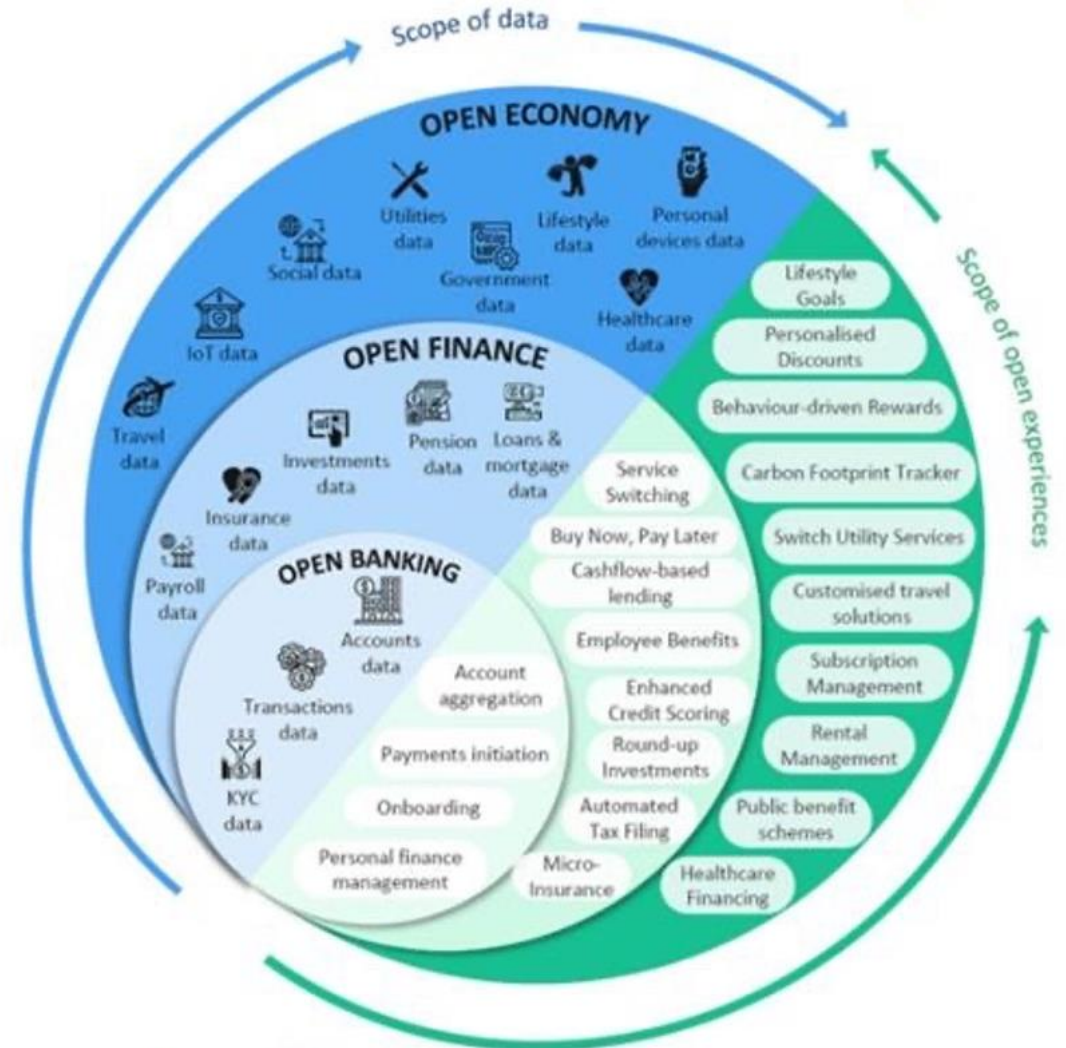 Scope of data
OPEN ECONOMY
Utilities
data
Lifestyle
data
Personal
devices data
Social data
Government
data
Healthcare
data
IoT data
Travel
data
OPEN FINANCE
Pension
data
Loans &
mortgage
data
Investments
data
Insurance
data
Payroll
data
OPEN BANKING
Accounts
data
Transactions
data
KYC
data
Account
aggregation
Payments initiation
Onboarding
Personal finance
management
Service
Switching
Buy Now, Pay Later
Cashflow-based
lending
Employee Benefits
Enhanced
Credit Scoring
Round-up
Investments
Automated
Tax Filing
Micro-
Insurance
Lifestyle
Goals
Personalised
Discounts
Behaviour-driven Rewards
Carbon Footprint Tracker
Switch Utility Services
Customised travel
solutions
Subscription
Management
Rental
Management
Public benefit
schemes
Healthcare
Financing
Scope of open experiences